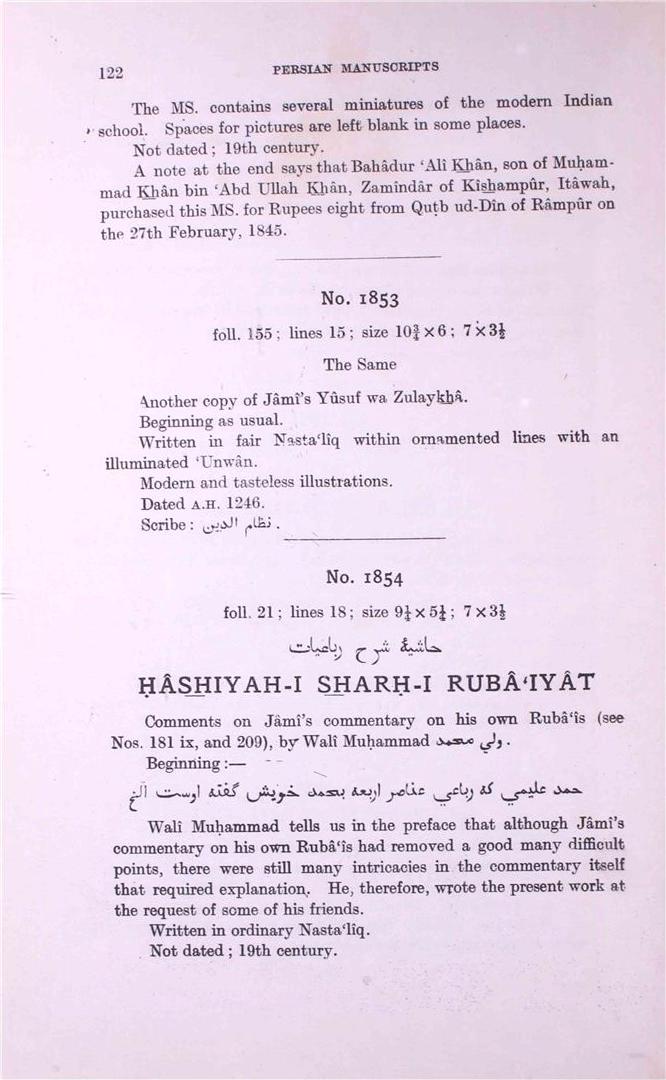 122 PERSIAN MANUSCRIPTS
The MS. contains several miniatures of the modern Indian
school. Spaces for pictures are left blank in some places.
Not dated; 19th century.
A note at the end says that Bahâdur ‘Alî Khân, son of Muḥam-
mad Khân bin ‘Abd Ullah Khân, Zamîndâr of Kishampûr, Itâwah,
purchased this MS. for Rupees eight from Quṭb ud-Dîn of Râmpûr on
the 27th February, 1845.
No. 1853
foll. 155; lines 15; size 10¾ × 6; 7 × 3½
The Same
Another copy of Jâmî’s Yûsuf wa Zulaykhâ.
Beginning as usual.
Written in fair Nasta‘lîq within ornamented lines with an
illuminated ‘Unwân.
Modern and tasteless illustrations.
Dated A.H. 1246.
Scribe: نظام الدين .
No. 1854
foll. 21; lines 18; size 9¼ × 5¼; 7 × 3½
حاشیهٔ شرح رباعیات
ḤÂSHIYAH-I SHARḤ-I RUBÂ‘IYÂT
Comments on Jâmî’s commentary on his own Rubâ‘îs (see
Nos. 181 ix, and 209), by Walî Muḥammad ولي محمد .
Beginning :—
حمد علیمي که رباعي عناصر اربعه بحمد خویش گفته اوست الخ
Walî Muḥammad tells us in the preface that although Jâmî’s
commentary on his own Rubâ‘îs had removed a good many difficult
points, there were still many intricacies in the commentary itself
that required explanation. He, therefore, wrote the present work at
the request of some of his friends.
Written in ordinary Nasta‘lîq.
Not dated; 19th century.